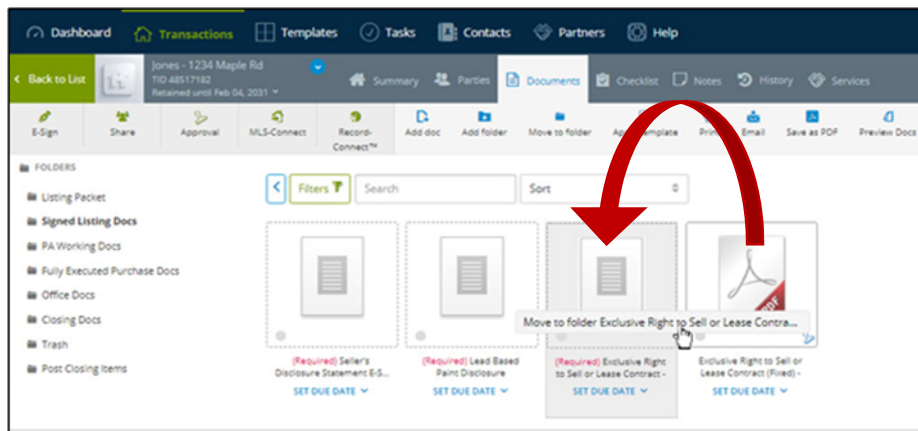 Dashboard Transactions Templates Tasks Contacts Partners Help
Back to List
Jones - 1234 Maple Rd
TID 48517182
Retained until Feb 04, 2031
Summary Parties Documents Checklist Notes History Services
E-Sign Share Approval MLS-Connect Record-Connect™ Add doc Add folder Move to folder Email Save as PDF Preview Docs
FOLDERS
Listing Packet
Signed Listing Docs
PA Working Docs
Fully Executed Purchase Docs
Office Docs
Closing Docs
Trash
Post Closing Items
Filters Search Sort
PDF
Move to folder Exclusive Right to Sell or Lease Contra...
(Required) Seller's
Disclosure Statement E-S...
SET DUE DATE
(Required) Lead Based
Paint Disclosure
SET DUE DATE
(Required) Exclusive Right
to Sell or Lease Contract -
SET DUE DATE
Exclusive Right to Sell or
Lease Contract (Fixed) -
SET DUE DATE